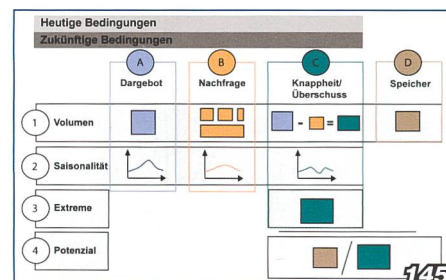 Heutige Bedingungen
Zukünftige Bedingungen
A
B
C
D
Dargebot
Nachfrage
Knappheit/
Überschuss
Speicher
1 Volumen
- =
2 Saisonalität
3 Extreme
4 Potenzial
/
145